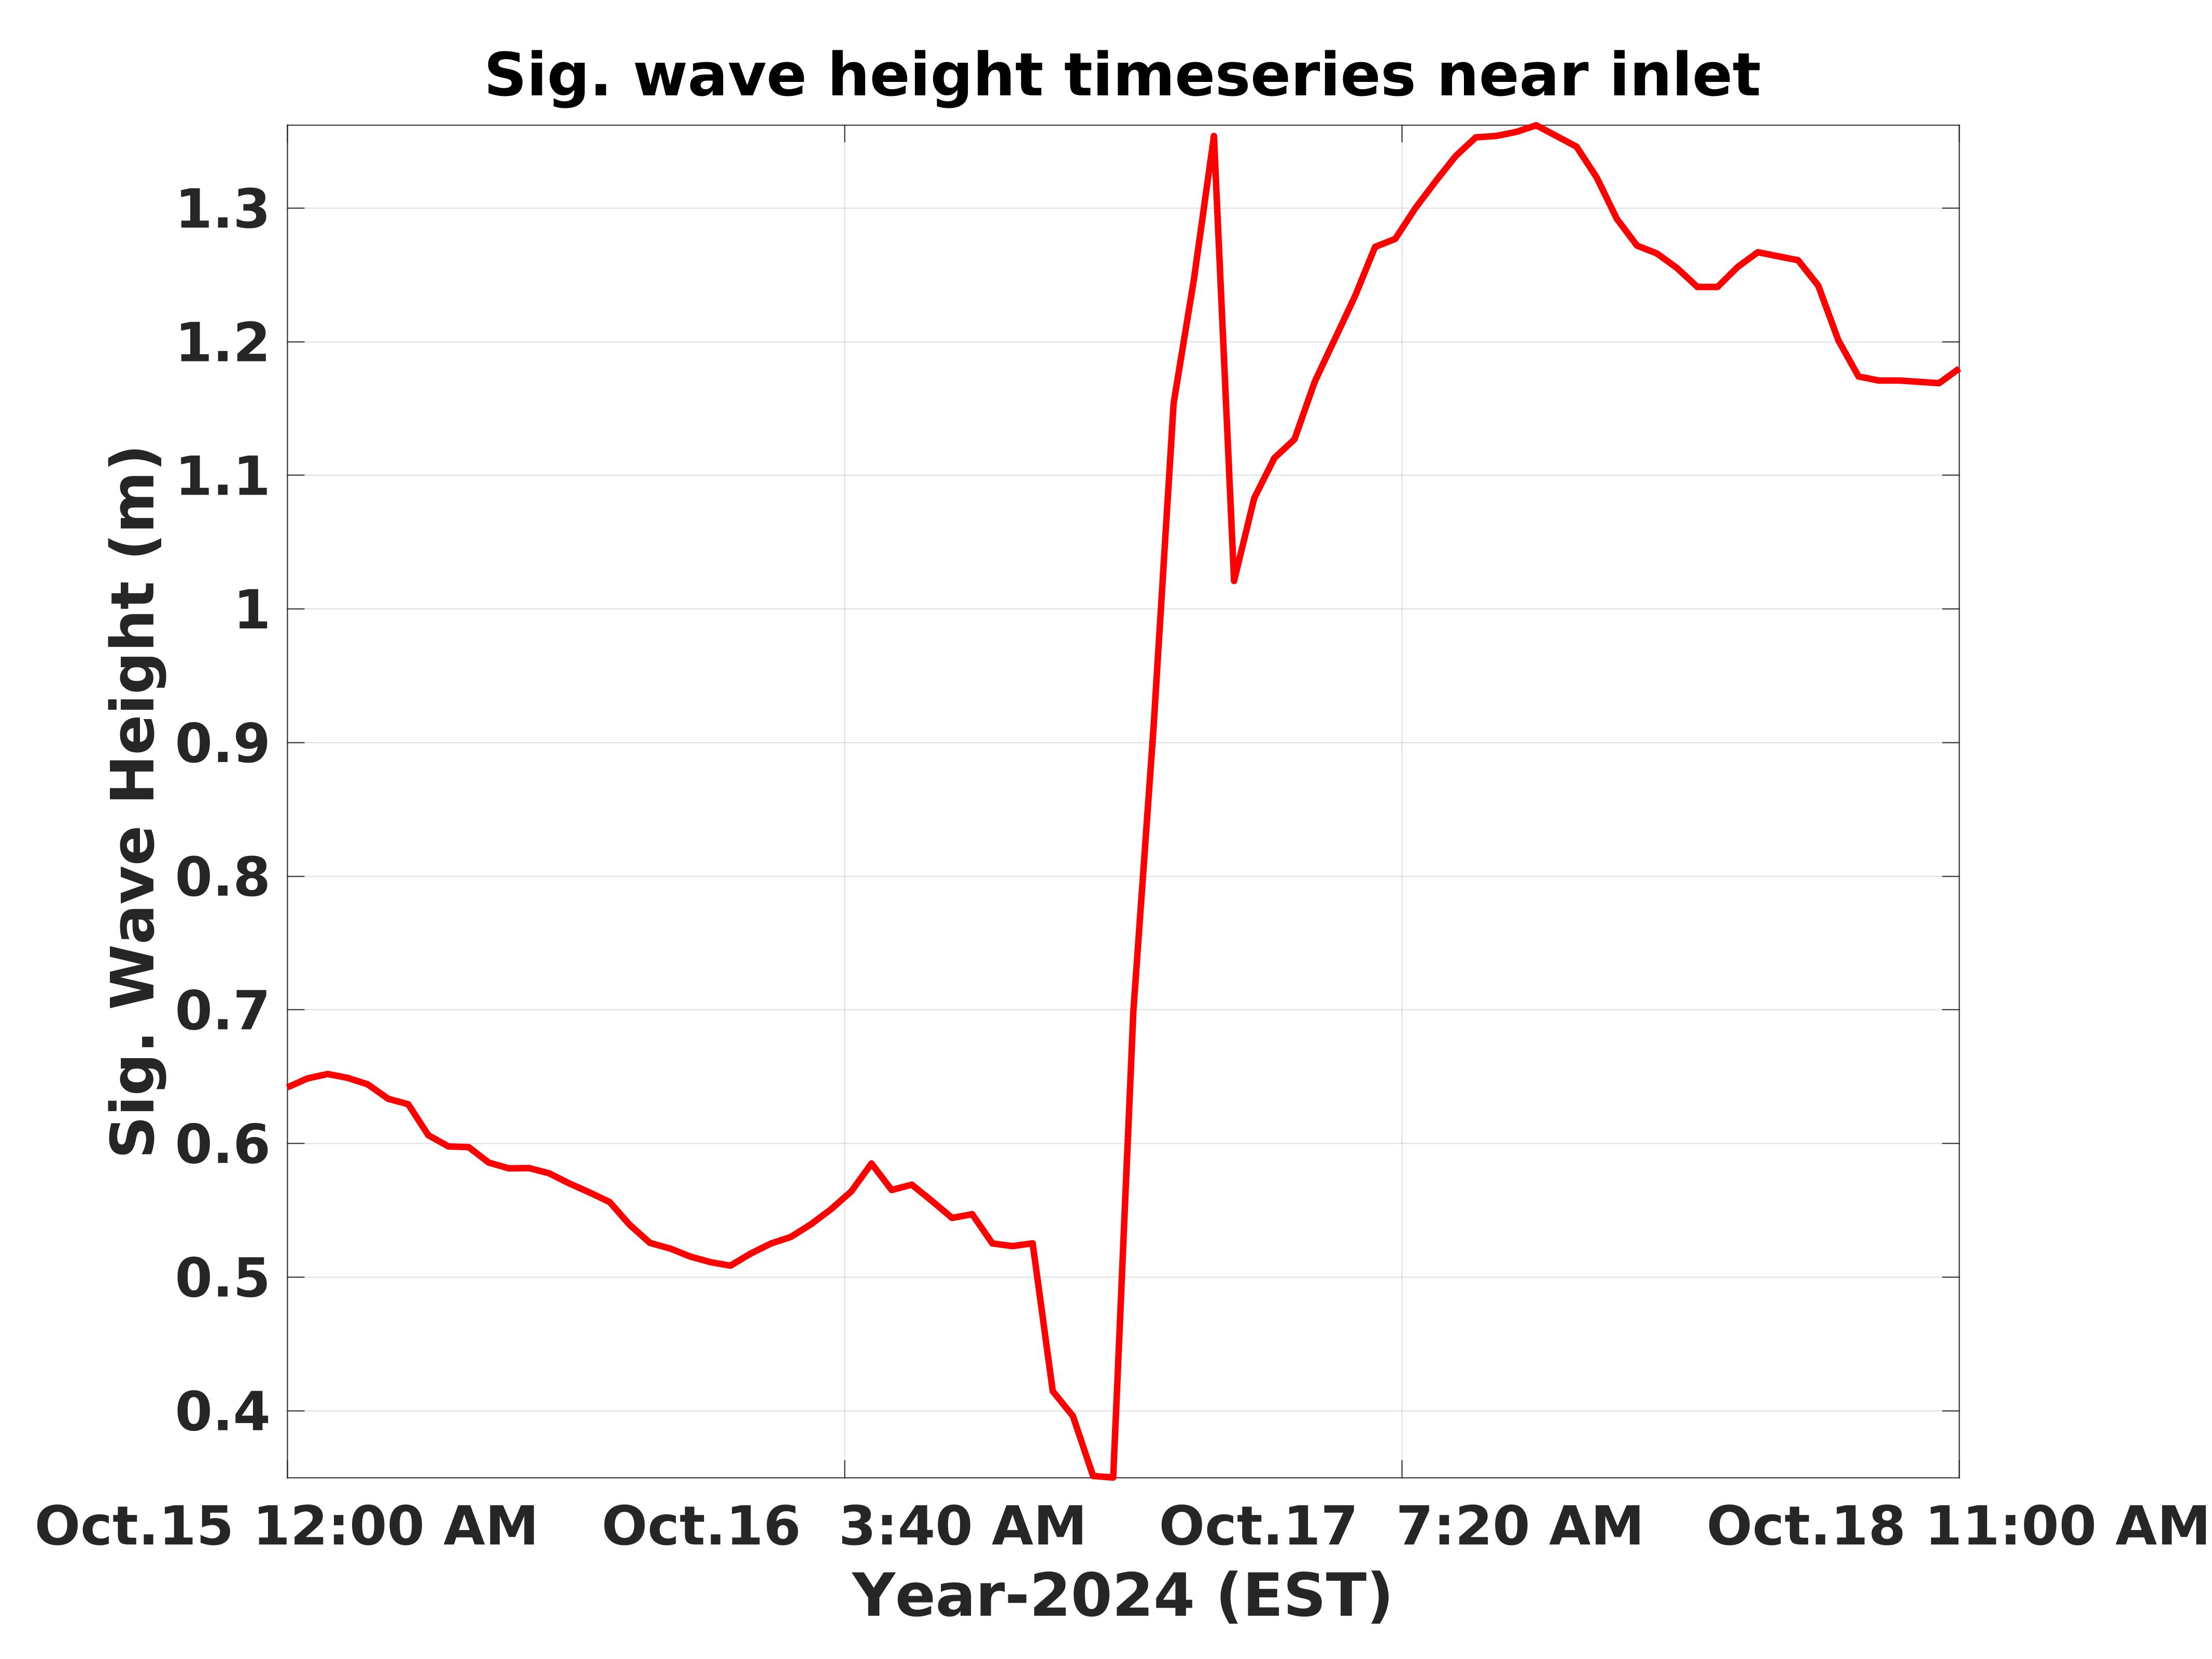 Sig. wave height timeseries near inlet
Sig. Wave Height (m)
1.3
1.2
1.1
1
0.9
0.8
0.7
0.6
0.5
0.4
Oct.15 12:00 AM Oct.16 3:40 AM Oct.17 7:20 AM Oct.18 11:00 AM
Year-2024 (EST)